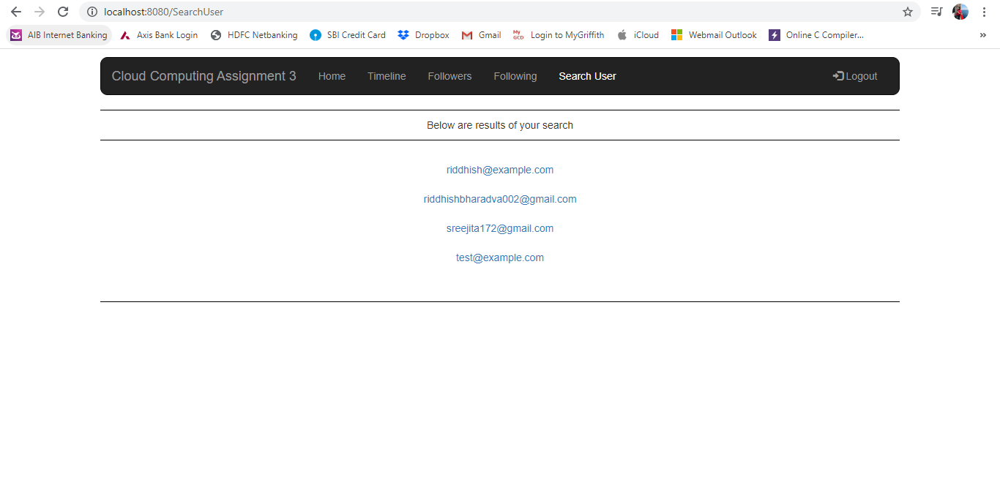 localhost:8080/SearchUser
AIB Internet Banking Axis Bank Login HDFC Netbanking SBI Credit Card Dropbox Gmail My GCD Login to MyGriffith iCloud Webmail Outlook Online C Compiler... »
Cloud Computing Assignment 3 Home Timeline Followers Following Search User Logout
Below are results of your search
riddhish@example.com
riddhishbharadva002@gmail.com
sreejita172@gmail.com
test@example.com